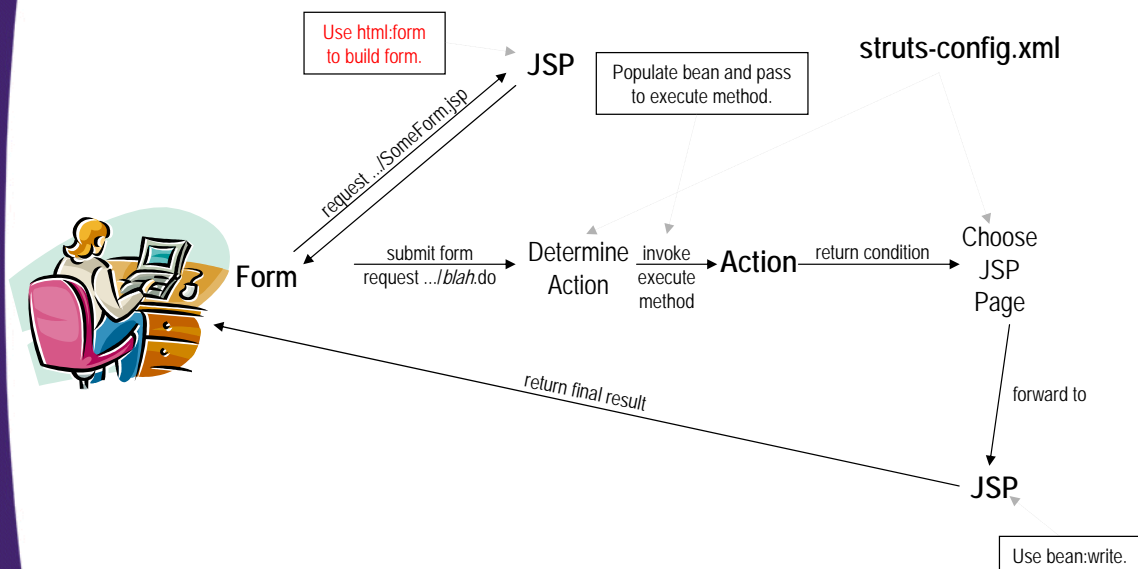 Use html:form
to build form.
JSP
struts-config.xml
Populate bean and pass
to execute method.
request .../SomeForm.jsp
Form
submit form
request .../blah.do
Determine
Action
invoke
execute
method
Action
return condition
Choose
JSP
Page
return final result
forward to
JSP
Use bean:write.